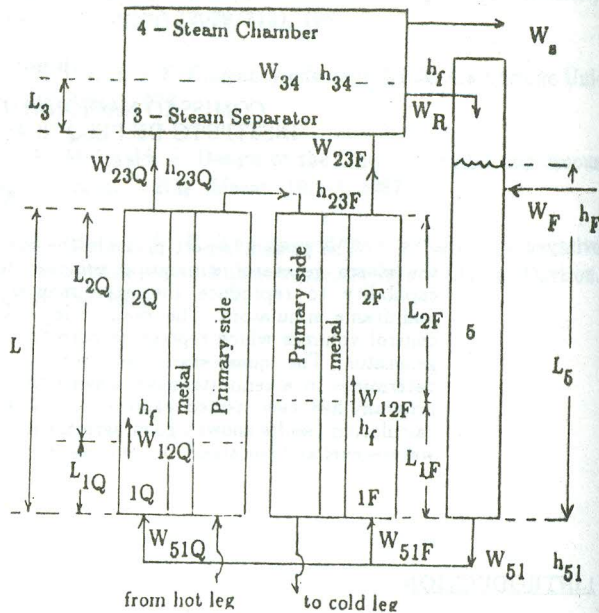 4 – Steam Chamber
W_s
W_34 h_34
h_f
W_R
L_3
3 – Steam Separator
W_23Q h_23Q
W_23F
h_23F
W_F h_F
L_2Q
2Q
metal
Primary side
Primary side
metal
2F
L_2F
5
L
L_5
h_f
W_12Q
W_12F
h_f
L_1Q
1Q
1F
L_1F
W_51Q
W_51F
W_51
h_51
from hot leg
to cold leg